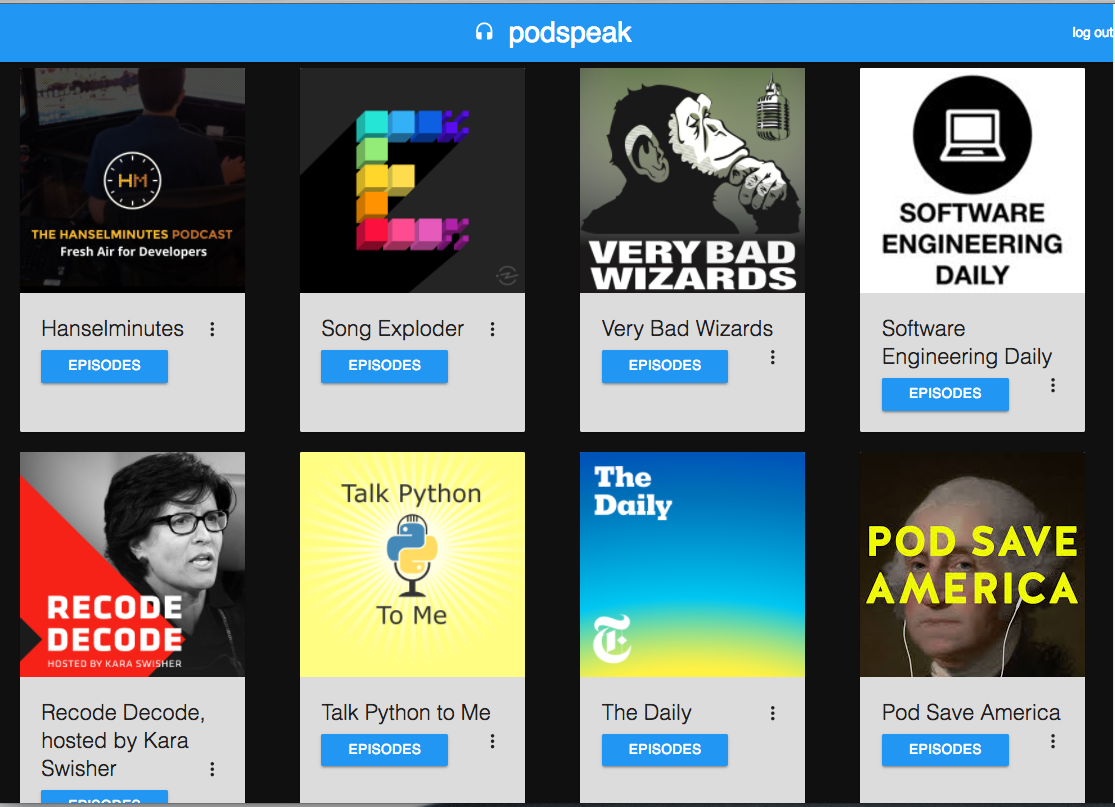 podspeak
log out
HM
THE HANSELMINUTES PODCAST
Fresh Air for Developers
Hanselminutes
EPISODES
E
Song Exploder
EPISODES
VERY BAD
WIZARDS
Very Bad Wizards
EPISODES
SOFTWARE
ENGINEERING
DAILY
Software
Engineering Daily
EPISODES
RECODE
DECODE
HOSTED BY KARA SWISHER
Recode Decode,
hosted by Kara
Swisher
EPISODES
Talk Python
To Me
Talk Python to Me
EPISODES
The
Daily
T
The Daily
EPISODES
POD SAVE
AMERICA
Pod Save America
EPISODES